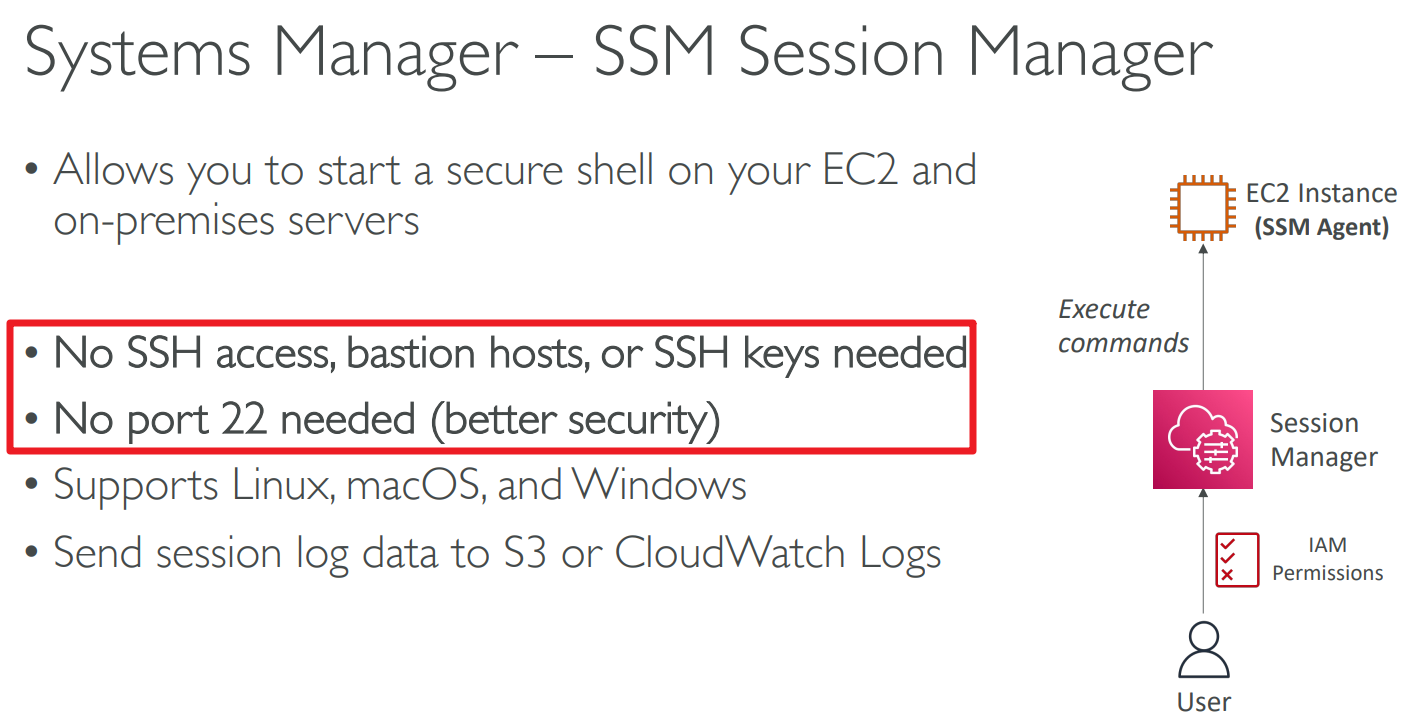 Systems Manager – SSM Session Manager
• Allows you to start a secure shell on your EC2 and
on-premises servers
• No SSH access, bastion hosts, or SSH keys needed
• No port 22 needed (better security)
• Supports Linux, macOS, and Windows
• Send session log data to S3 or CloudWatch Logs
EC2 Instance
(SSM Agent)
Execute
commands
Session
Manager
IAM
Permissions
User